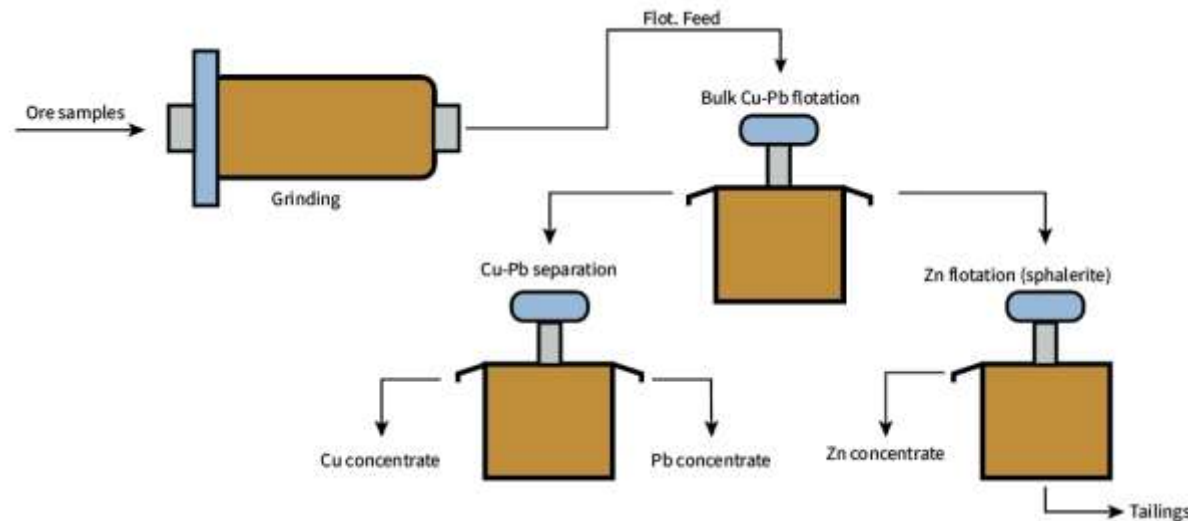 Flot. Feed
Bulk Cu-Pb flotation
Ore samples
Grinding
Cu-Pb separation
Zn flotation (sphalerite)
Cu concentrate
Pb concentrate
Zn concentrate
Tailings